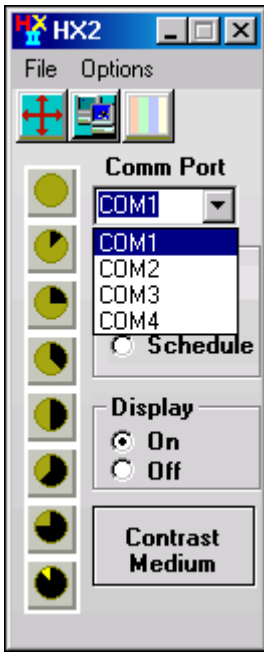 HX2
File Options
Comm Port
COM1
COM1
COM2
COM3
COM4
Schedule
Display
On
Off
Contrast
Medium